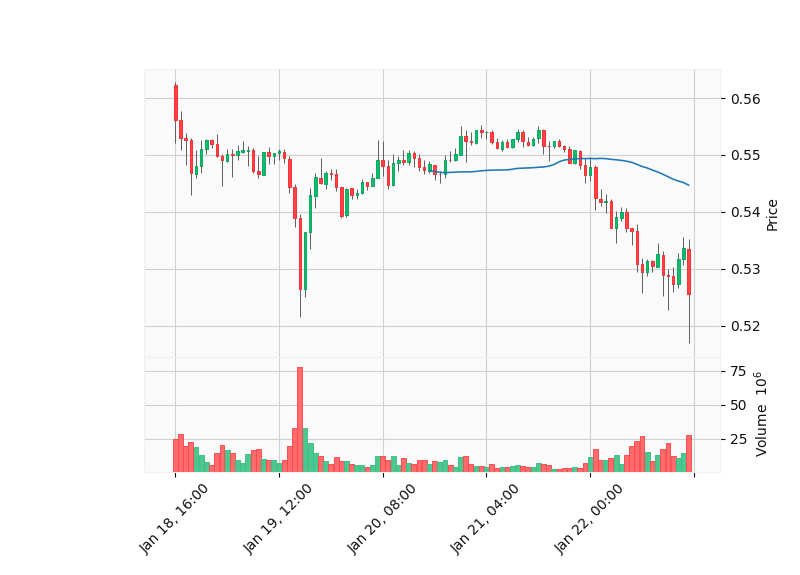 0.56
0.55
0.54
0.53
0.52
Price
75
50
25
Volume 10^6
Jan 18, 16:00
Jan 19, 12:00
Jan 20, 08:00
Jan 21, 04:00
Jan 22, 00:00